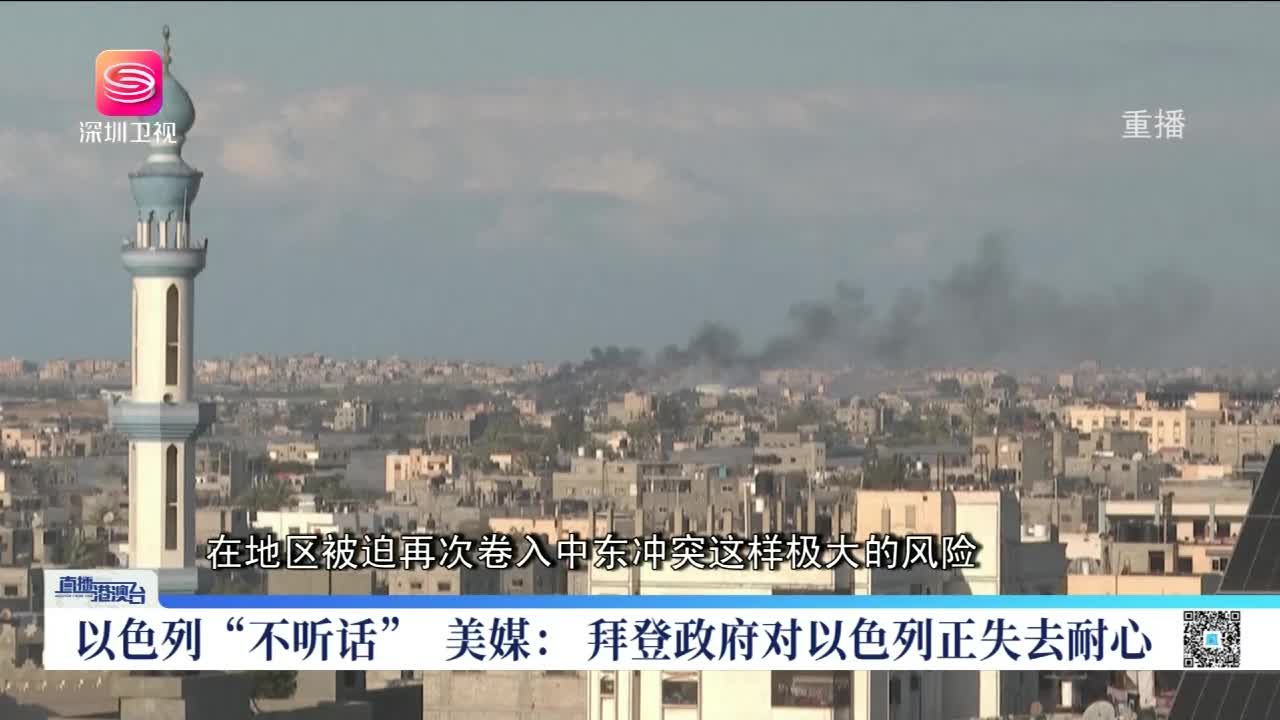 深圳卫视
重播
在地区被迫再次卷入中东冲突这样极大的风险
直播港澳台
以色列“不听话” 美媒：拜登政府对以色列正失去耐心